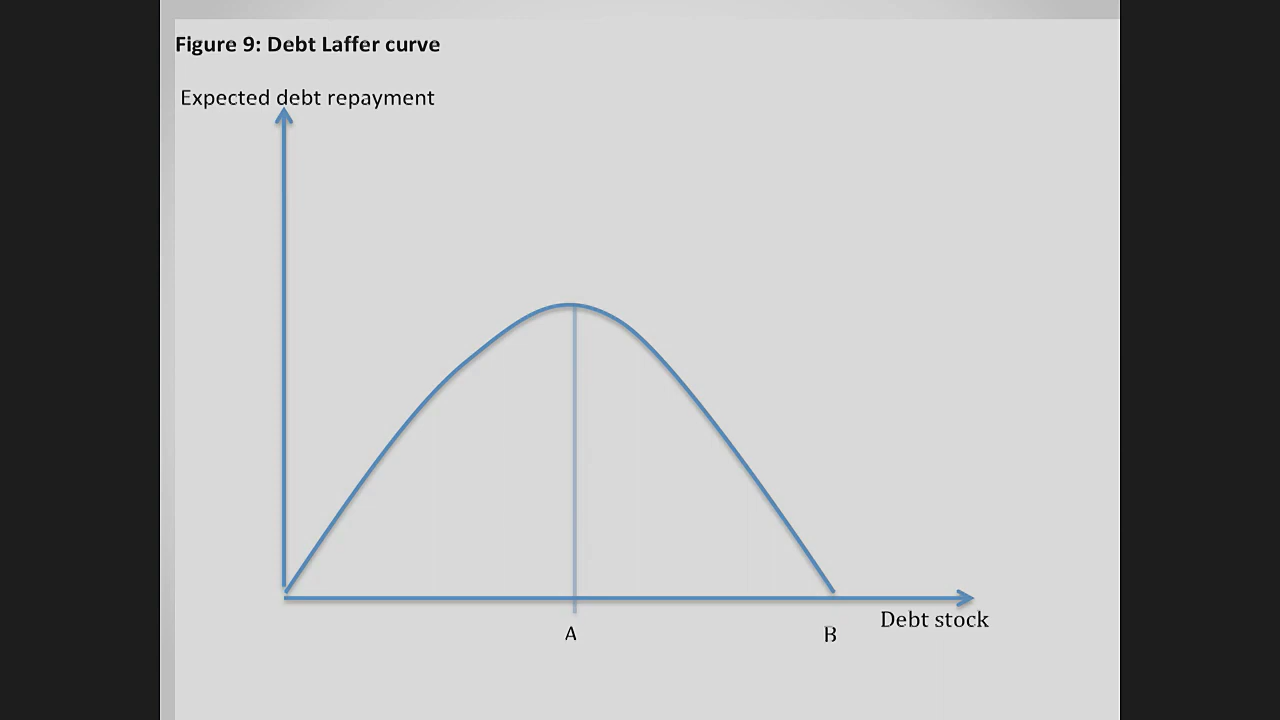 Figure 9: Debt Laffer curve
Expected debt repayment
Debt stock
A
B